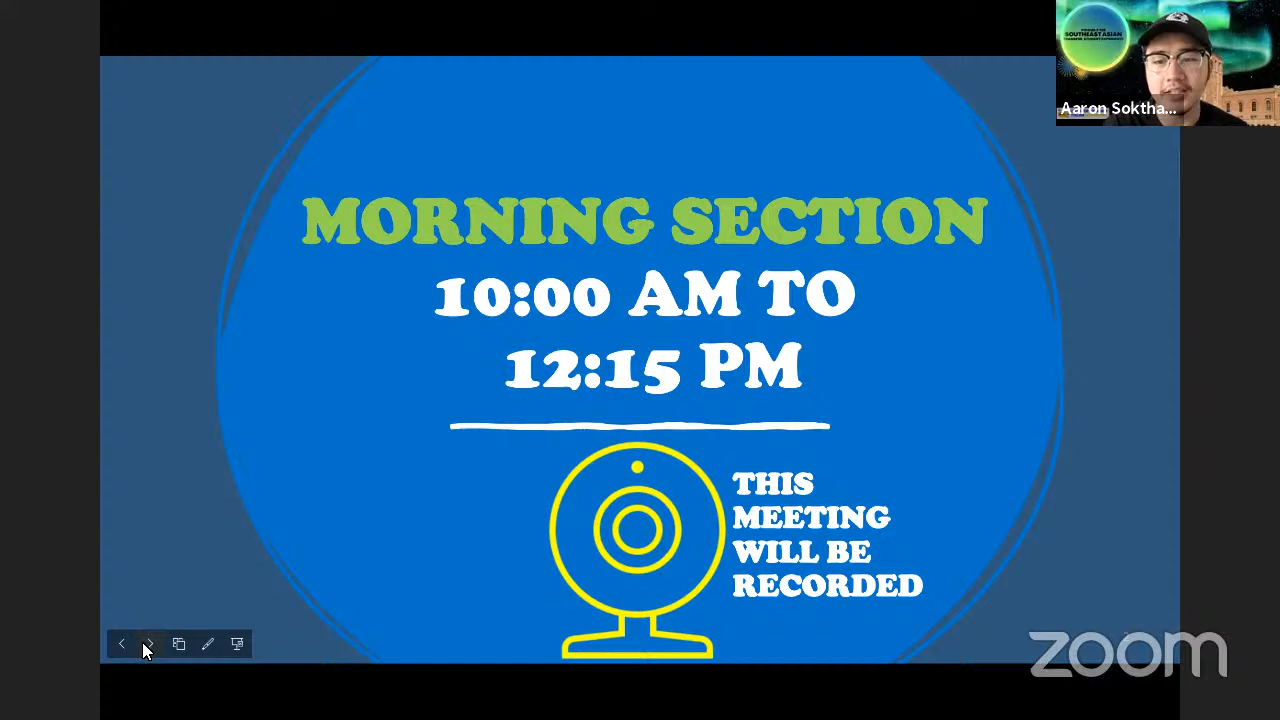 SOUTHEAST ASIAN
Aaron Soktha...
MORNING SECTION
10:00 AM TO
12:15 PM
THIS
MEETING
WILL BE
RECORDED
zoom